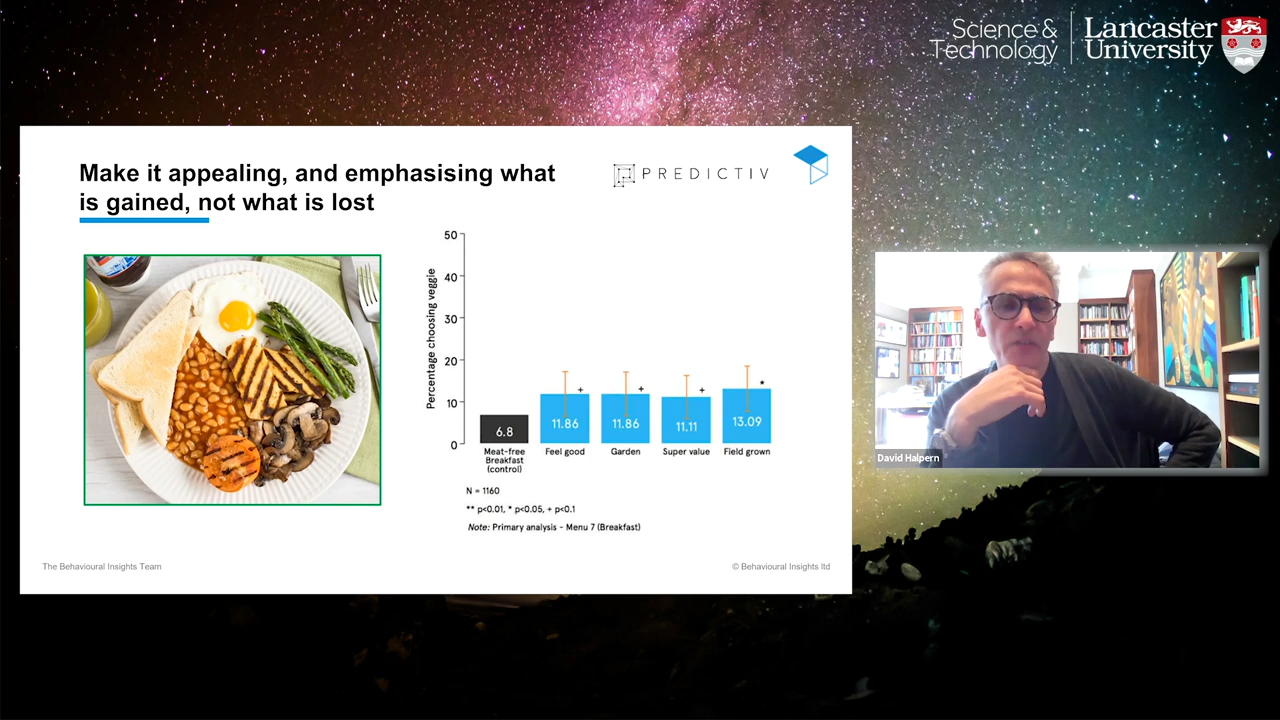 Science &
Technology
Lancaster
University
Make it appealing, and emphasising what
is gained, not what is lost
PREDICTIV
Percentage choosing veggie
50
40
30
20
10
0
6.8
11.86
11.86
11.11
13.09
+
+
+
*
Meat-free
Breakfast
(control)
Feel good
Garden
Super value
Field grown
N = 1160
** p<0.01, * p<0.05, + p<0.1
Note: Primary analysis - Menu 7 (Breakfast)
The Behavioural Insights Team
© Behavioural Insights ltd
David Halpern